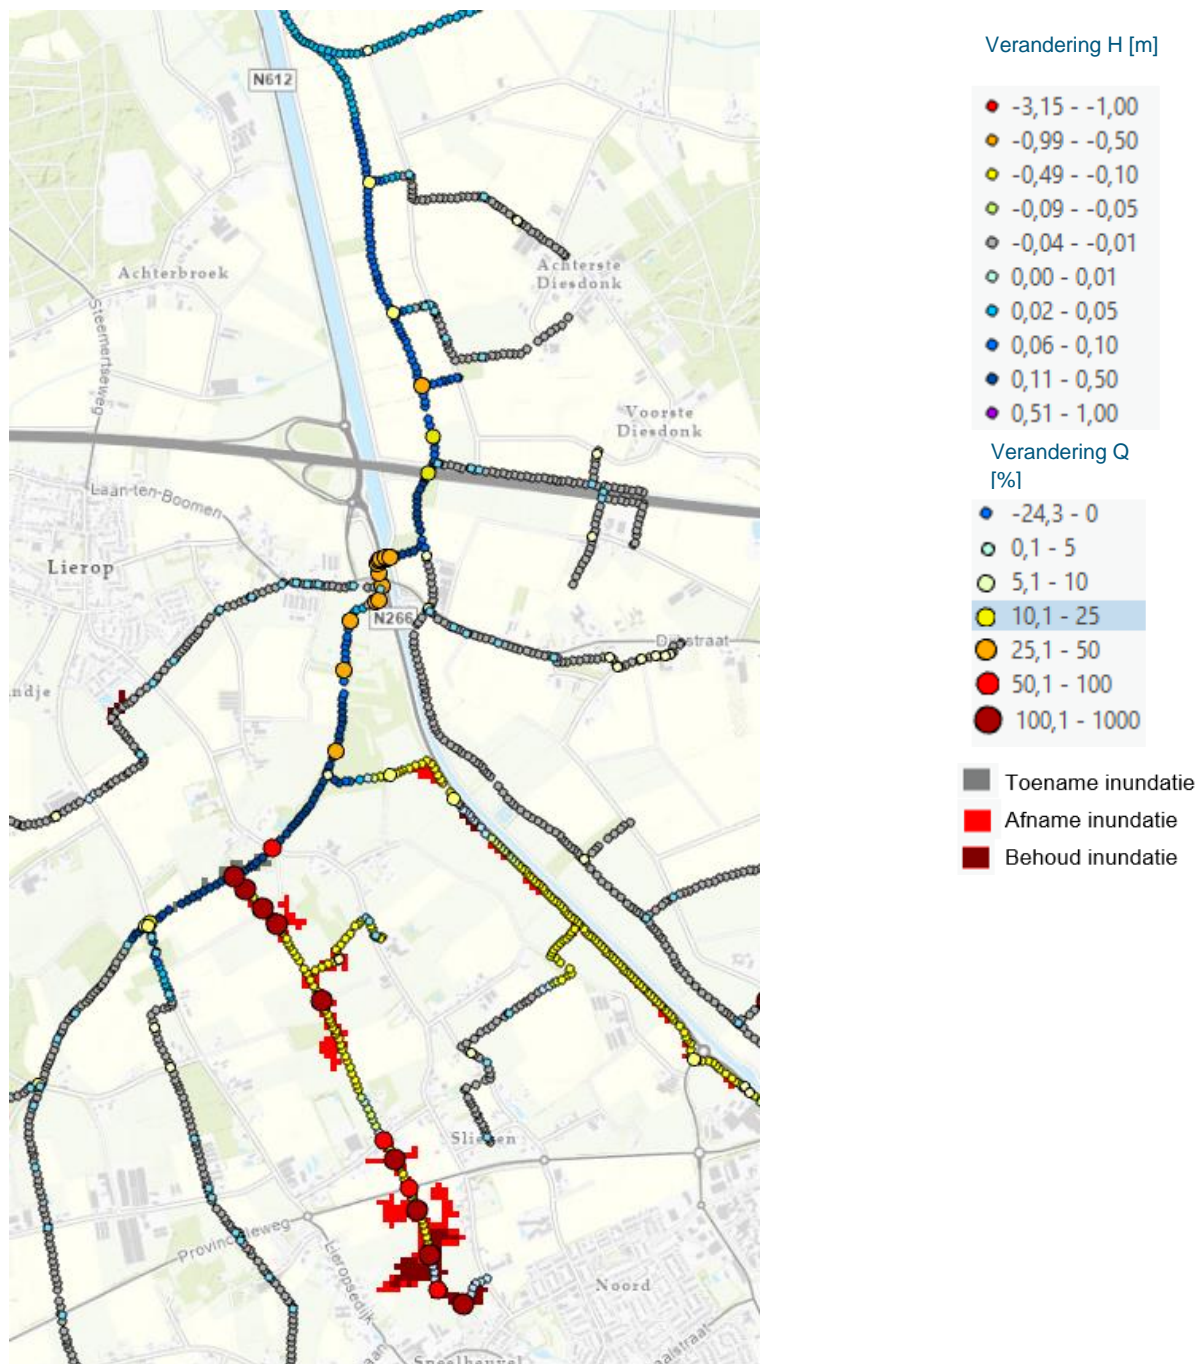 Verandering H [m]
-3,15 - -1,00
-0,99 - -0,50
-0,49 - -0,10
-0,09 - -0,05
-0,04 - -0,01
0,00 - 0,01
0,02 - 0,05
0,06 - 0,10
0,11 - 0,50
0,51 - 1,00
Verandering Q
[%]
-24,3 - 0
0,1 - 5
5,1 - 10
10,1 - 25
25,1 - 50
50,1 - 100
100,1 - 1000
Toename inundatie
Afname inundatie
Behoud inundatie
N612
Achterbroek
Achterste
Diesdonk
Steemertseweg
Voorste
Diesdonk
Laan-ten-Boomen
Lierop
N266
ndje
Provincialeweg
Lieropsedijk
Noord